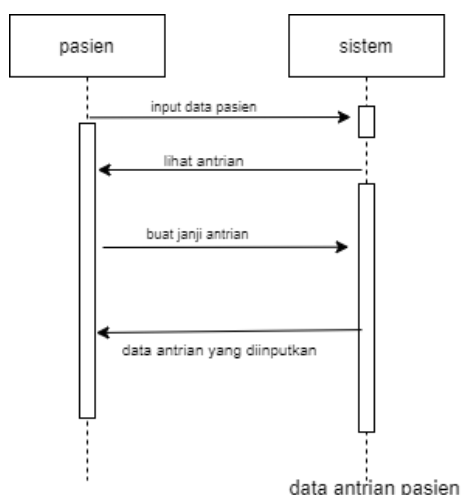 pasien
sistem
input data pasien
lihat antrian
buat janji antrian
data antrian yang diinputkan
data antrian pasien